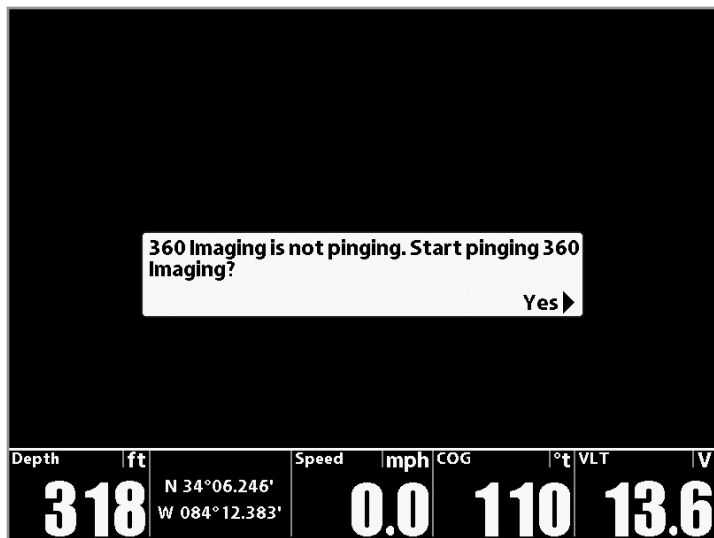 360 Imaging is not pinging. Start pinging 360
Imaging?
Yes
Depth ft Speed mph COG °t VLT V
318 N 34°06.246' 0.0 110 13.6
W 084°12.383'